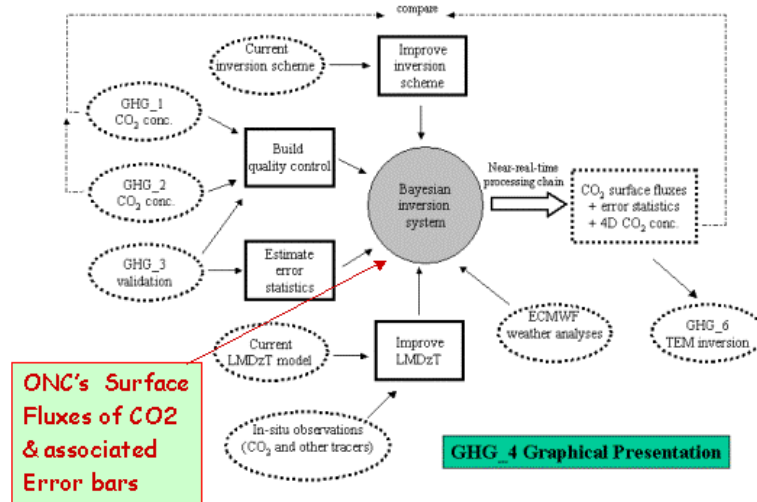 compare
Current
inversion scheme
Improve
inversion
scheme
GHG_1
CO₂ conc.
Build
quality control
GHG_2
CO₂ conc.
Bayesian
inversion
system
Near-real-time
processing chain
CO₂ surface fluxes
+ error statistics
+ 4D CO₂ conc.
GHG_3
validation
Estimate
error
statistics
Current
LMDzT model
Improve
LMDzT
ECMWF
weather analyses
GHG_6
TEM inversion
ONC's Surface
Fluxes of CO2
& associated
Error bars
In-situ observations
(CO₂ and other tracers)
GHG_4 Graphical Presentation